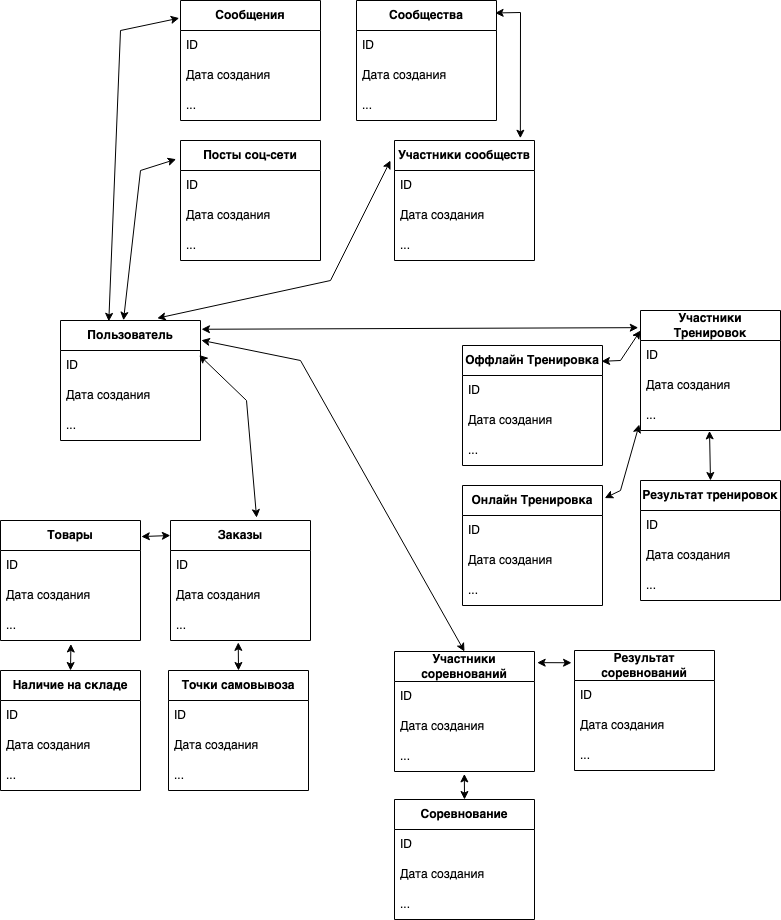 Сообщения
ID
Дата создания
...
Сообщества
ID
Дата создания
...
Посты соц-сети
ID
Дата создания
...
Участники сообществ
ID
Дата создания
...
Пользователь
ID
Дата создания
...
Участники
Тренировок
ID
Дата создания
...
Оффлайн Тренировка
ID
Дата создания
...
Онлайн Тренировка
ID
Дата создания
...
Результат тренировок
ID
Дата создания
...
Товары
ID
Дата создания
...
Заказы
ID
Дата создания
...
Наличие на складе
ID
Дата создания
...
Точки самовывоза
ID
Дата создания
...
Участники
соревнований
ID
Дата создания
...
Результат
соревнований
ID
Дата создания
...
Соревнование
ID
Дата создания
...